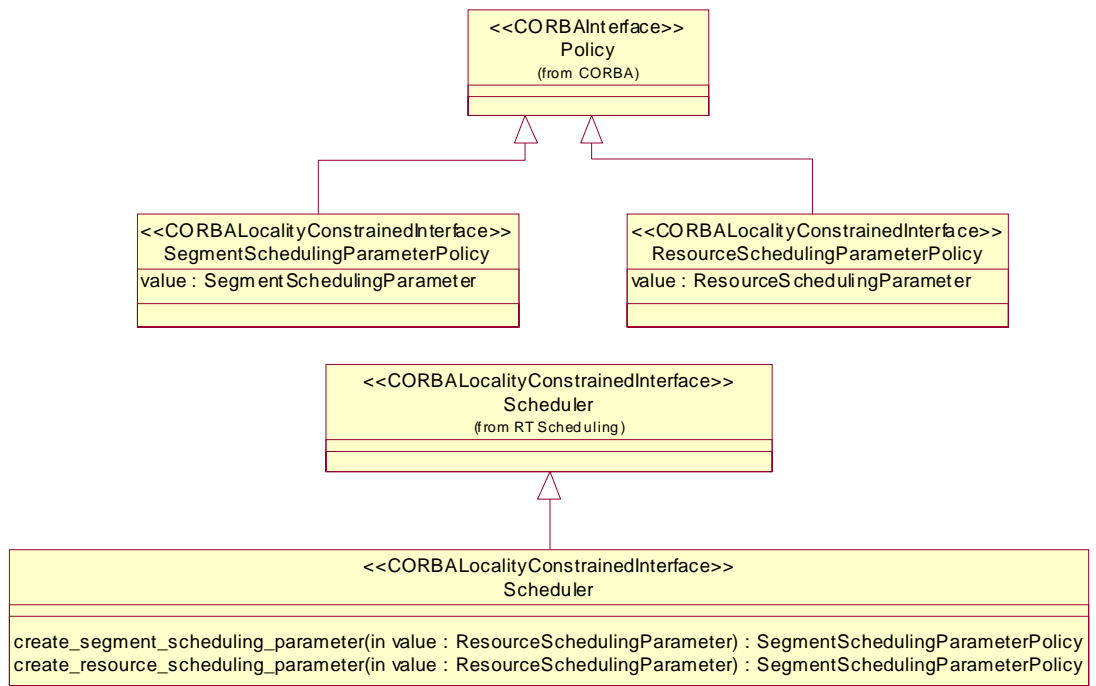 <<CORBAInterface>>
Policy
(from CORBA)
<<CORBALocalityConstrainedInterface>>
SegmentSchedulingParameterPolicy
value : SegmentSchedulingParameter
<<CORBALocalityConstrainedInterface>>
ResourceSchedulingParameterPolicy
value : ResourceSchedulingParameter
<<CORBALocalityConstrainedInterface>>
Scheduler
(from RTScheduling)
<<CORBALocalityConstrainedInterface>>
Scheduler
create_segment_scheduling_parameter(in value : ResourceSchedulingParameter) : SegmentSchedulingParameterPolicy
create_resource_scheduling_parameter(in value : ResourceSchedulingParameter) : SegmentSchedulingParameterPolicy